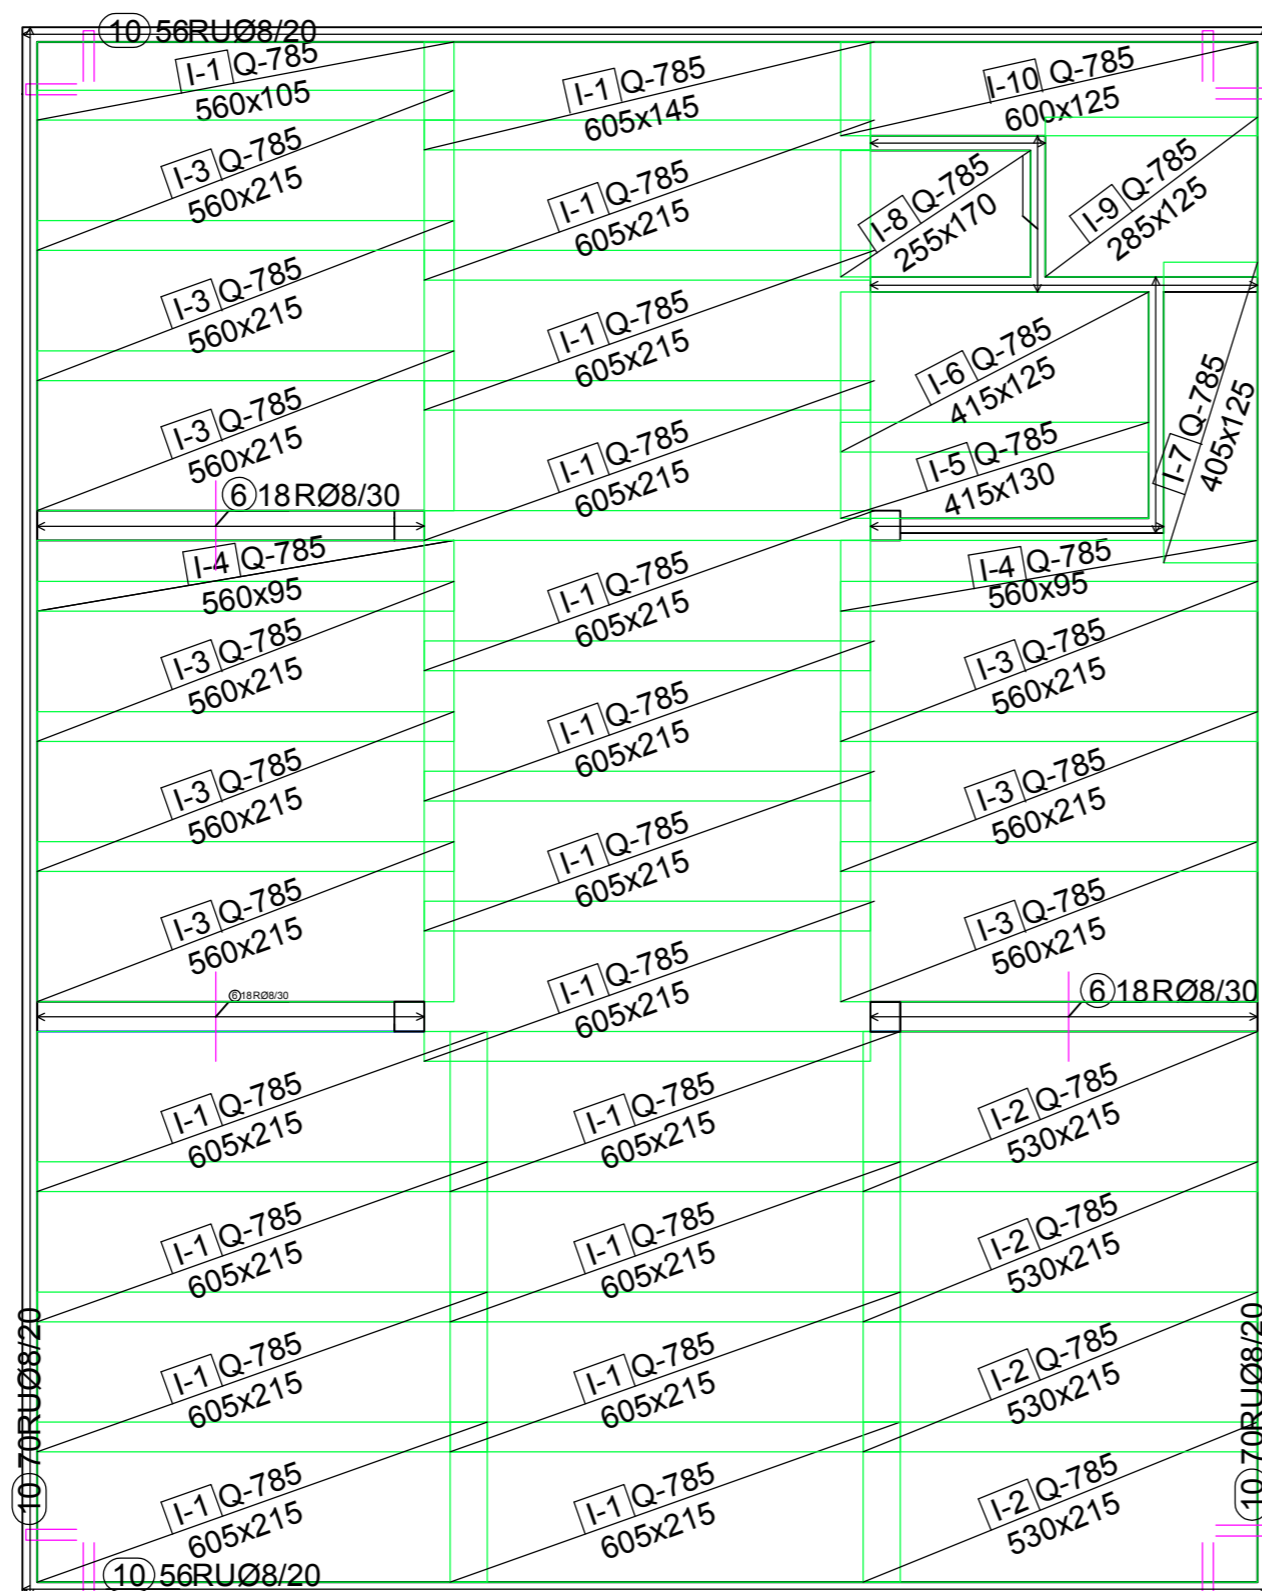 10 56RUØ8/20
I-1 Q-785
560x105
I-1 Q-785
605x145
I-10 Q-785
600x125
I-3 Q-785
560x215
I-1 Q-785
605x215
I-8 Q-785
255x170
I-9 Q-785
285x125
I-3 Q-785
560x215
I-1 Q-785
605x215
I-6 Q-785
415x125
I-7 Q-785
405x125
I-3 Q-785
560x215
I-1 Q-785
605x215
I-5 Q-785
415x130
6 18RØ8/30
I-4 Q-785
560x95
I-1 Q-785
605x215
I-4 Q-785
560x95
I-3 Q-785
560x215
I-1 Q-785
605x215
I-3 Q-785
560x215
I-3 Q-785
560x215
I-1 Q-785
605x215
I-3 Q-785
560x215
I-3 Q-785
560x215
I-1 Q-785
605x215
I-3 Q-785
560x215
6 18RØ8/30
6 18RØ8/30
I-1 Q-785
605x215
I-1 Q-785
605x215
I-2 Q-785
530x215
I-1 Q-785
605x215
I-1 Q-785
605x215
I-2 Q-785
530x215
I-1 Q-785
605x215
I-1 Q-785
605x215
I-2 Q-785
530x215
10 70RUØ8/20
10 70RUØ8/20
I-1 Q-785
605x215
I-1 Q-785
605x215
I-2 Q-785
530x215
10 56RUØ8/20